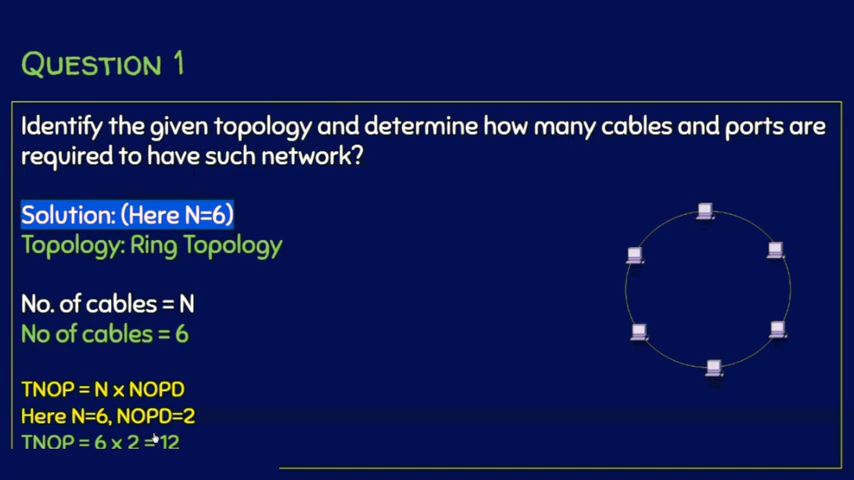 QUESTION 1
Identify the given topology and determine how many cables and ports are
required to have such network?
Solution: (Here N=6)
Topology: Ring Topology
No. of cables = N
No of cables = 6
TNOP = N x NOPD
Here N=6, NOPD=2
TNOP = 6 x 2 = 12